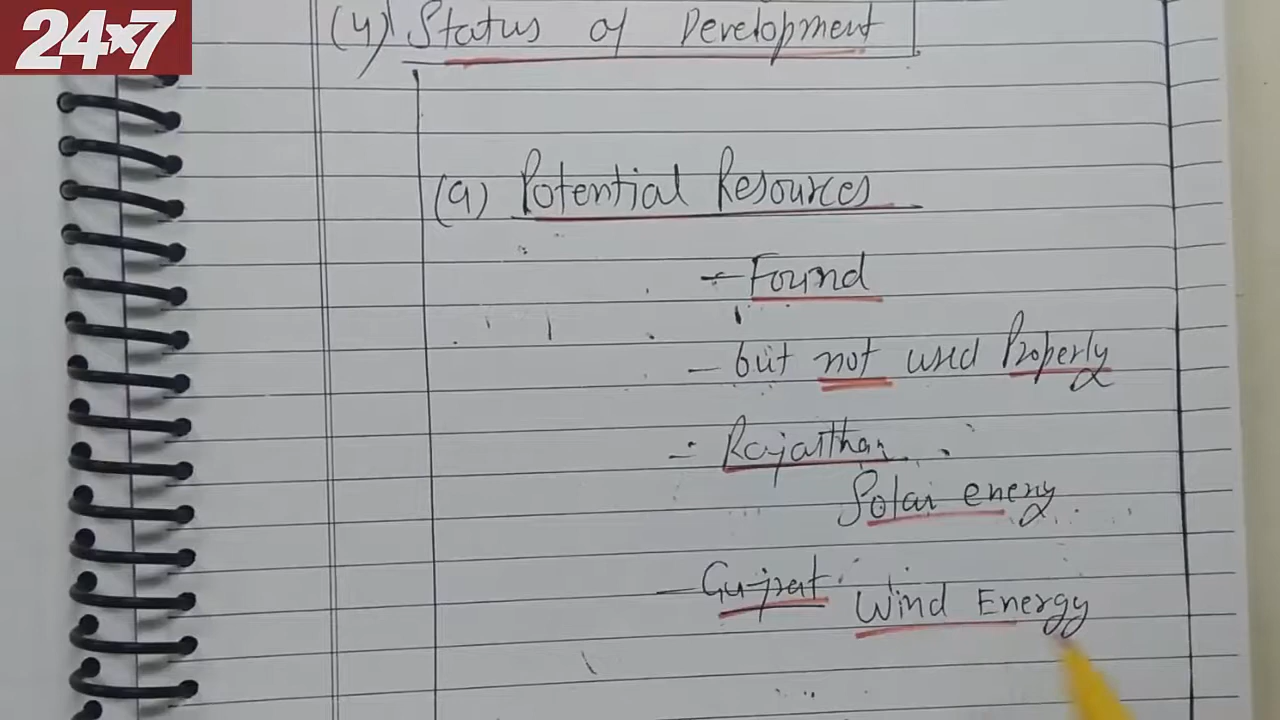 24x7
(4) Status of Development
(a) Potential Resources
- Found
- but not used Properly
- Rajasthan
Solar energy
- Gujrat Wind Energy